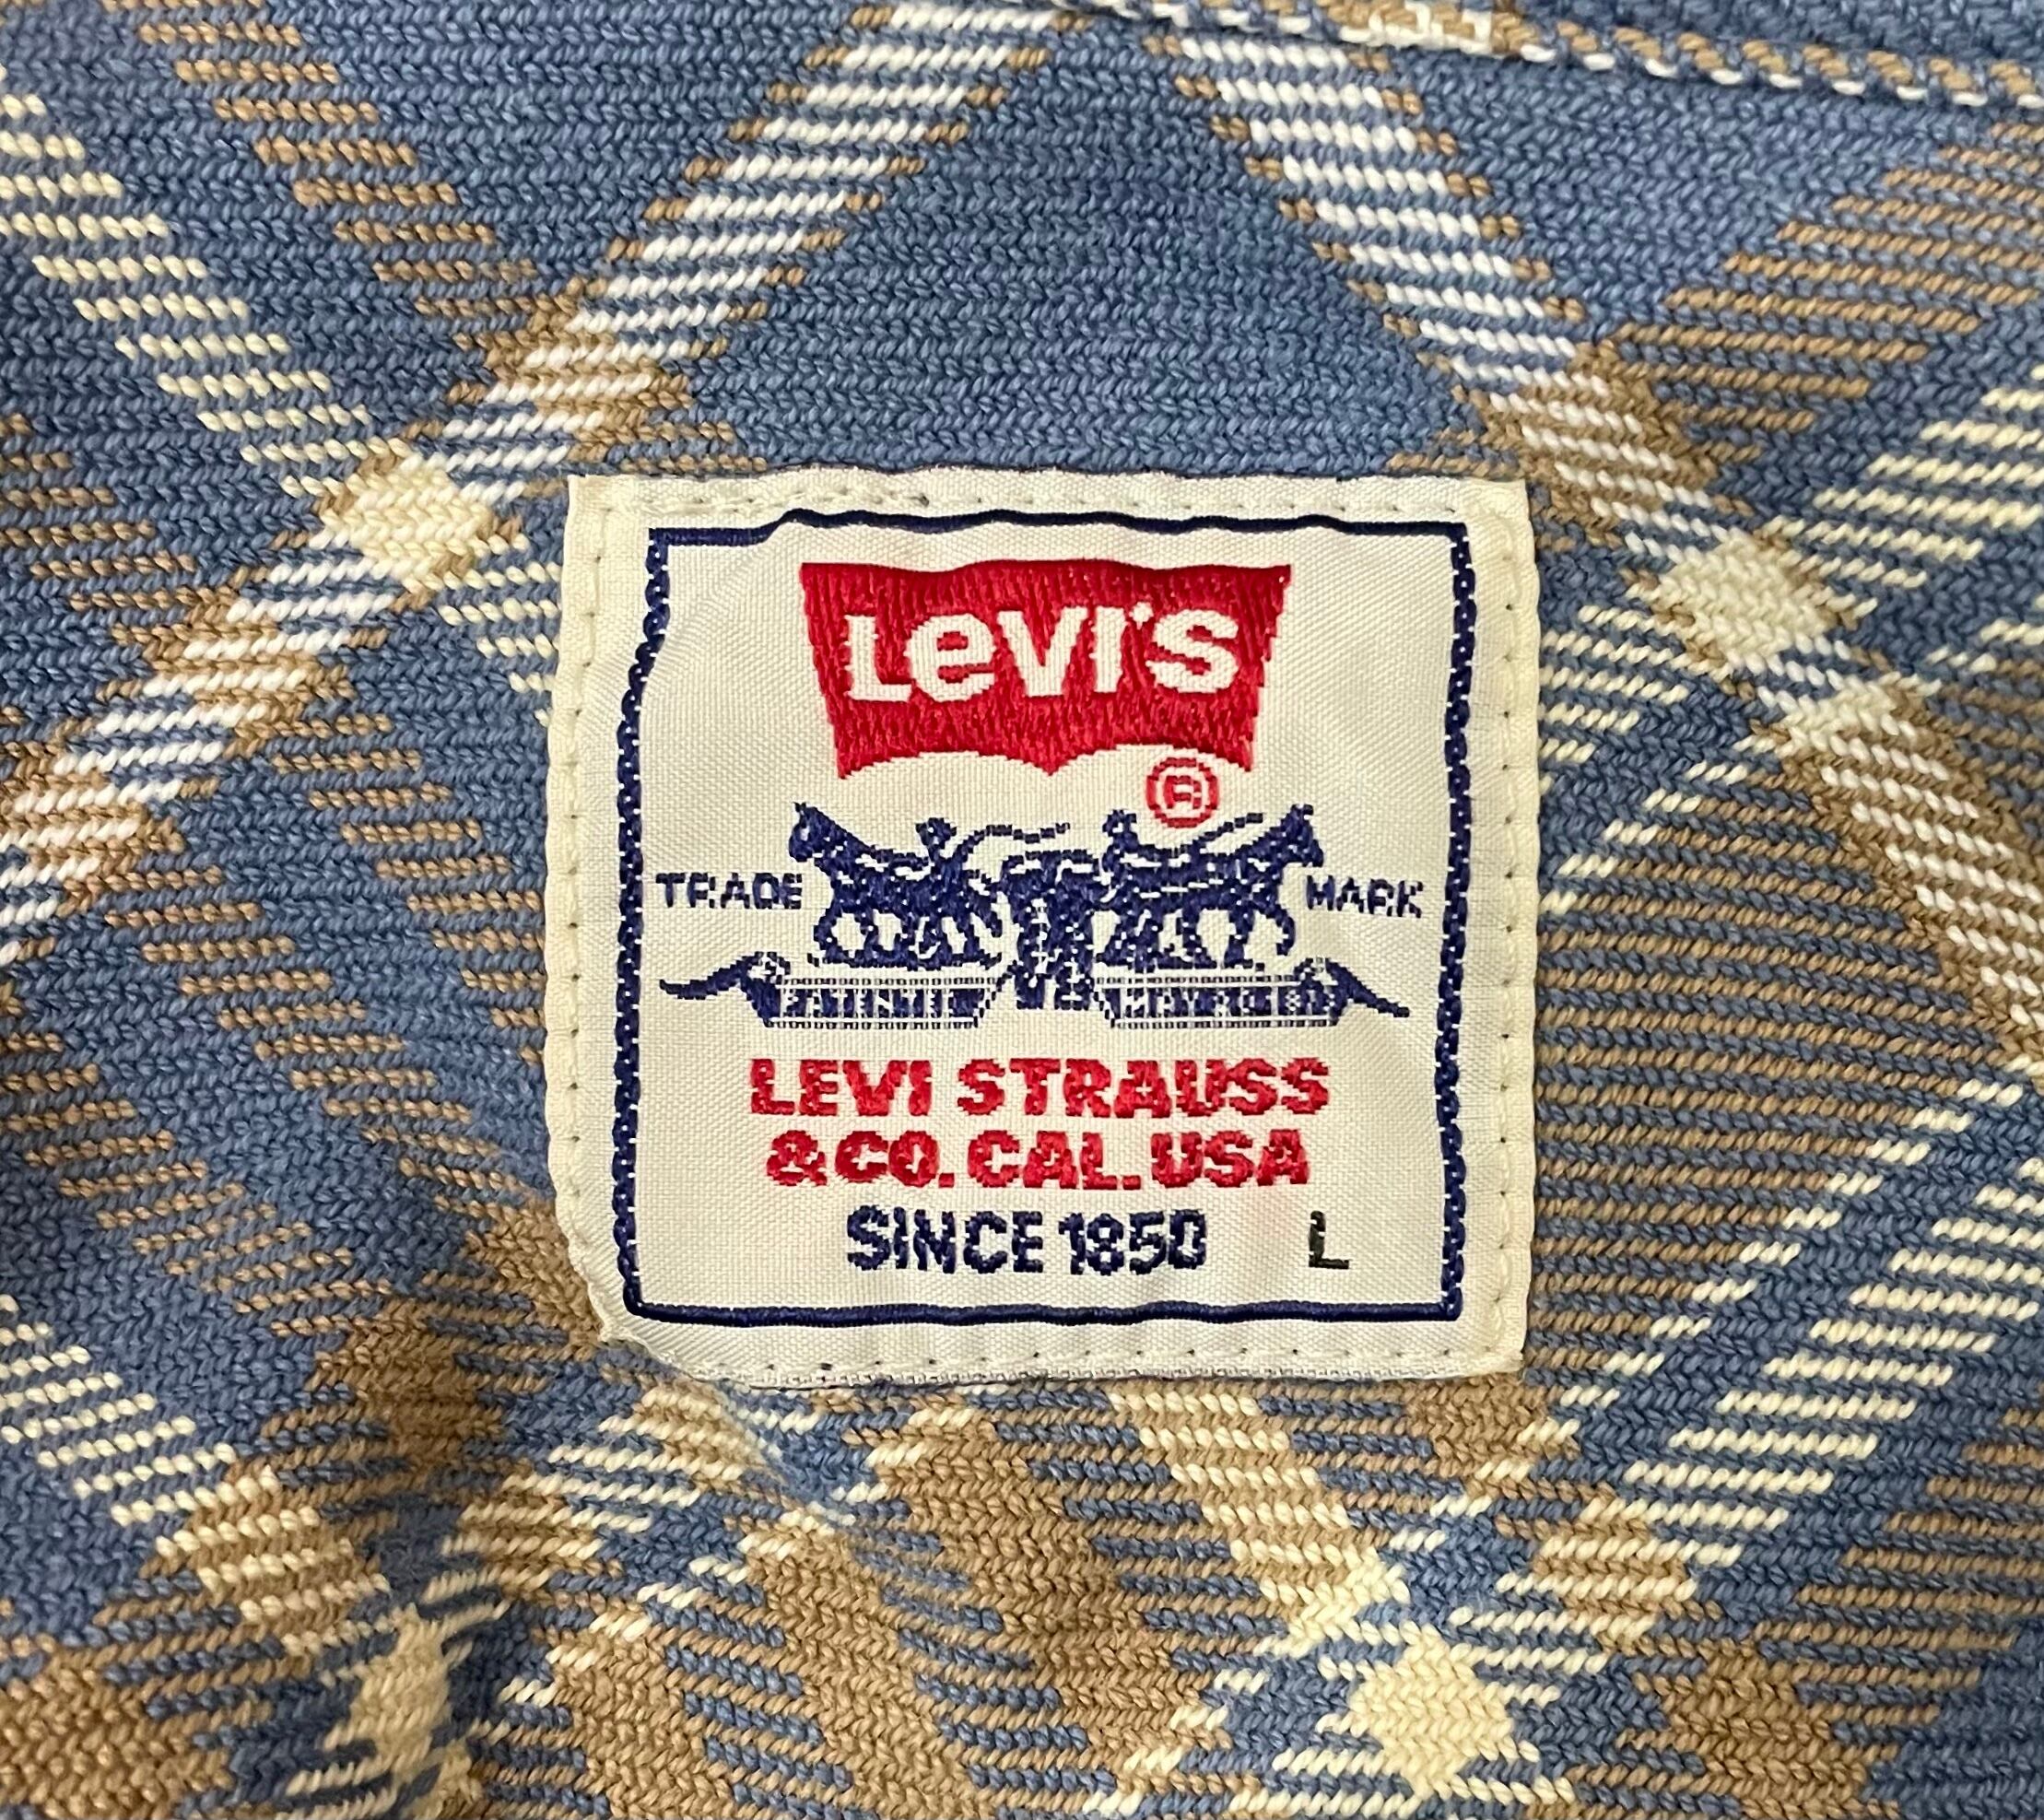 Levi's
®
TRADE MARK
LEVI STRAUSS
& CO. CAL. USA
SINCE 1850 L